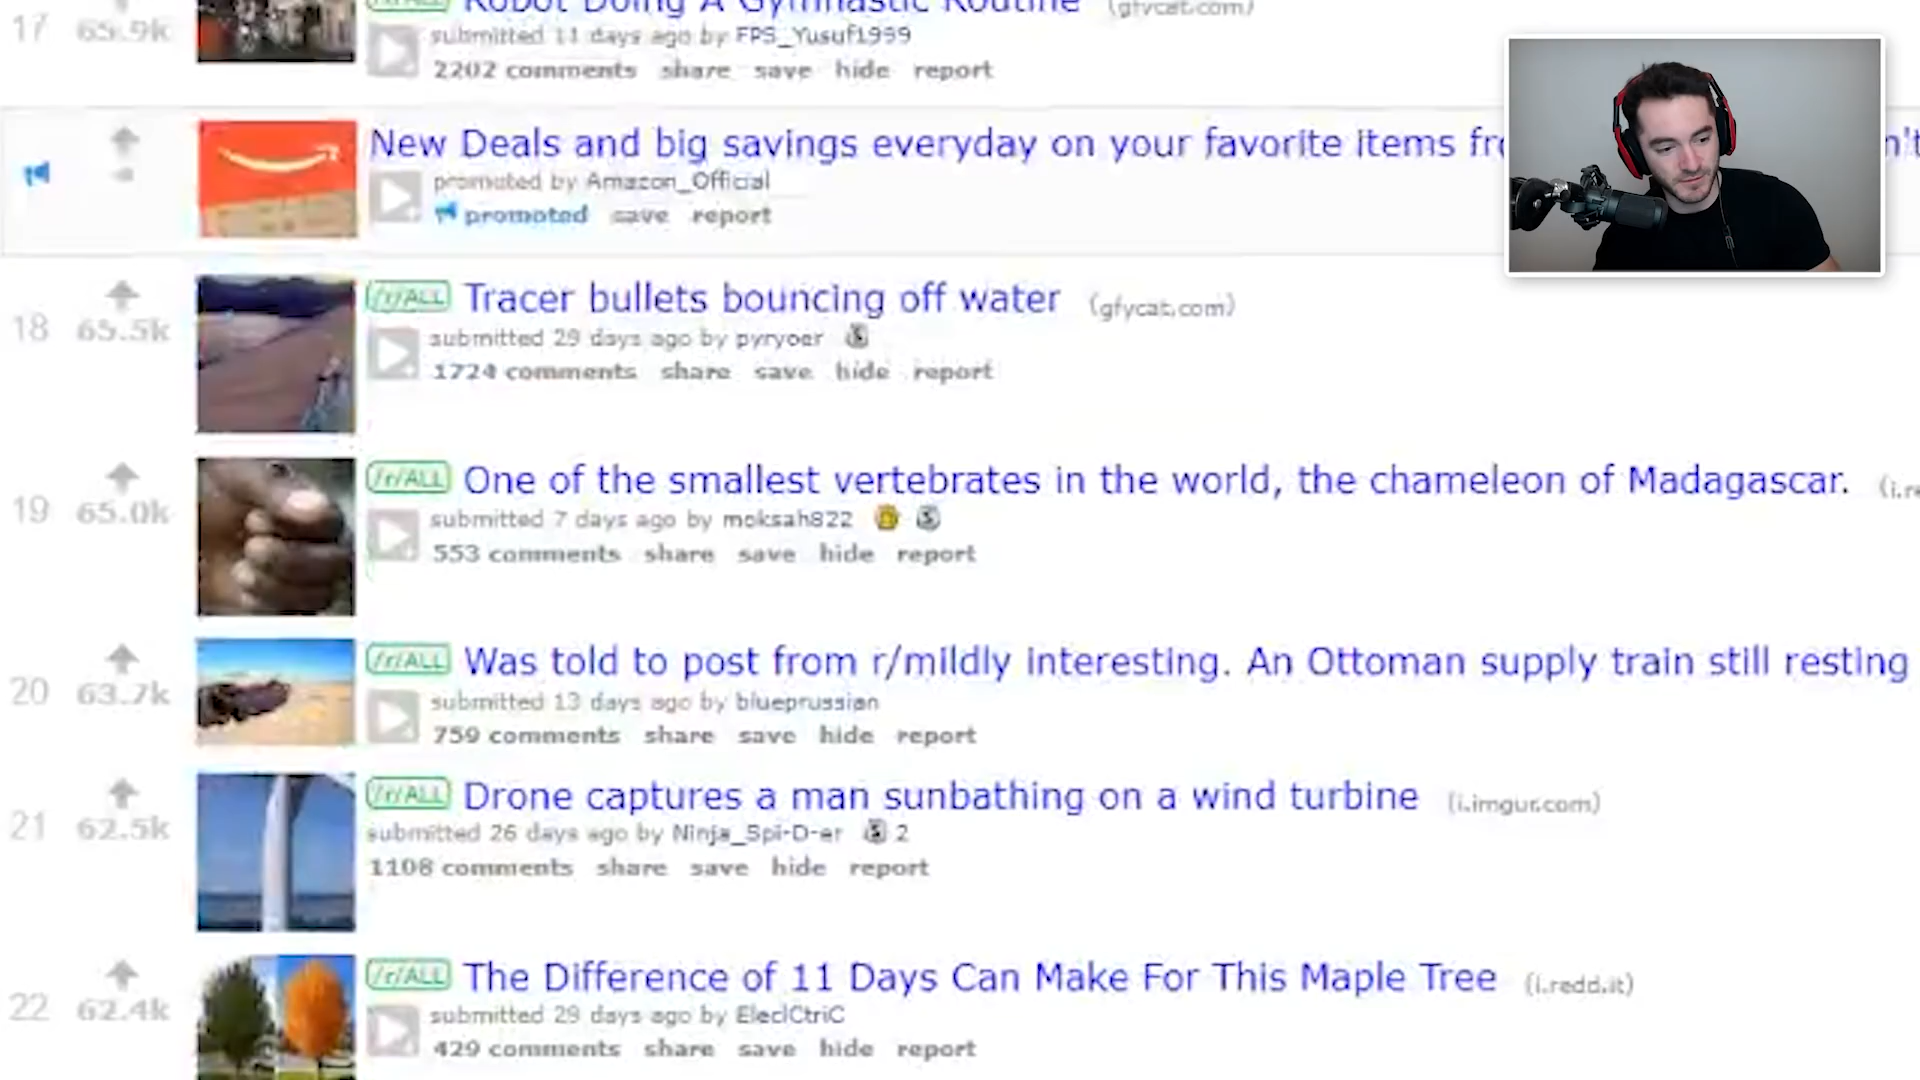 17 65.9k Robot Doing A Gymnastic Routine (gfycat.com)
submitted 11 days ago by FPS_Yusuf1999
2202 comments share save hide report
New Deals and big savings everyday on your favorite items n't
promoted by Amazon_Official
promoted save report
/r/ALL Tracer bullets bouncing off water (gfycat.com)
18 65.5k
submitted 29 days ago by pyryoer
1724 comments share save hide report
/r/ALL One of the smallest vertebrates in the world, the chameleon of Madagascar. (i.re
19 65.0k
submitted 7 days ago by moksah822
553 comments share save hide report
/r/ALL Was told to post from r/mildly interesting. An Ottoman supply train still resting
20 63.7k
submitted 13 days ago by blueprussian
759 comments share save hide report
/r/ALL Drone captures a man sunbathing on a wind turbine (i.imgur.com)
21 62.5k
submitted 26 days ago by Ninja_Spi-D-er 2
1108 comments share save hide report
/r/ALL The Difference of 11 Days Can Make For This Maple Tree (i.redd.it)
22 62.4k
submitted 29 days ago by EleclCtriC
429 comments share save hide report